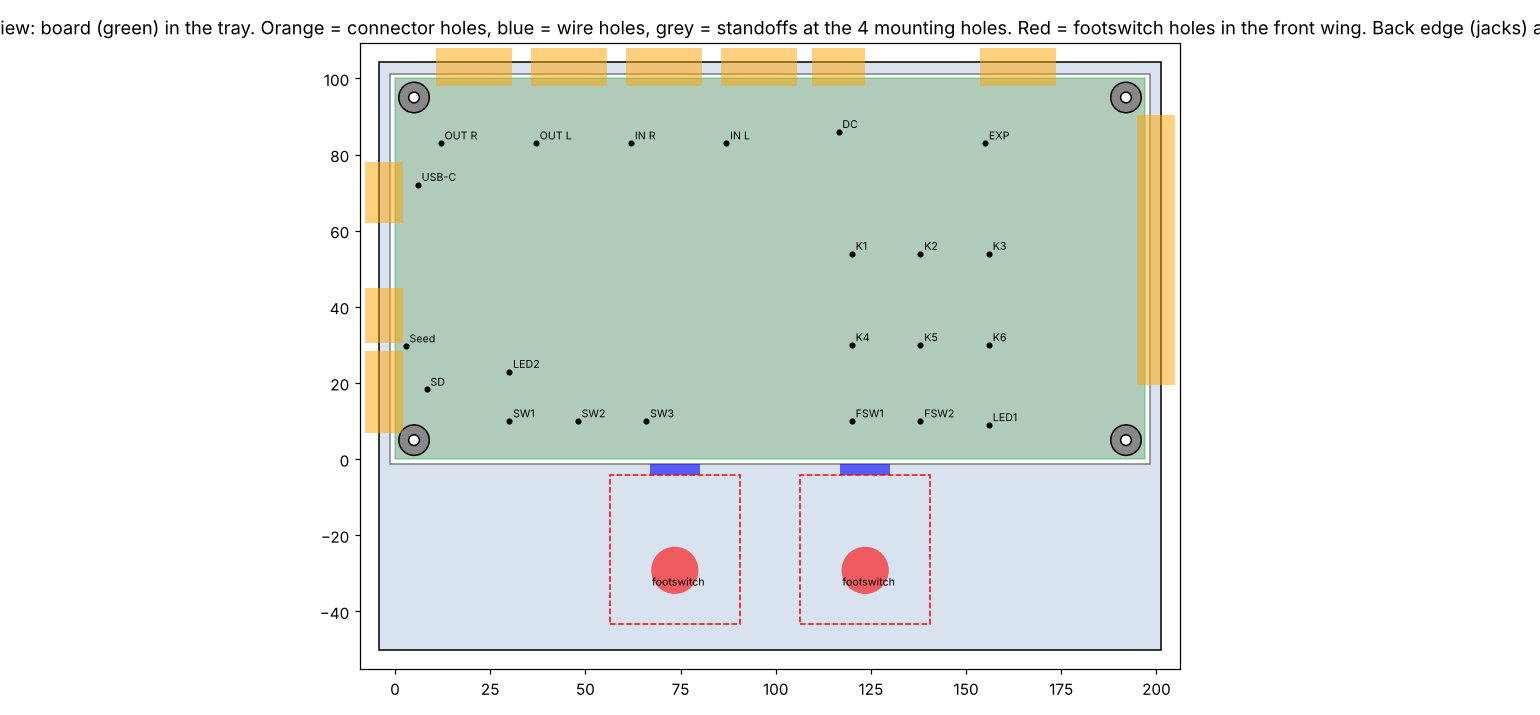 iew: board (green) in the tray. Orange = connector holes, blue = wire holes, grey = standoffs at the 4 mounting holes. Red = footswitch holes in the front wing. Back edge (jacks) a
100
80
60
40
20
0
−20
−40
OUT R
OUT L
IN R
IN L
DC
EXP
USB-C
K1
K2
K3
Seed
K4
K5
K6
LED2
SD
SW1
SW2
SW3
FSW1
FSW2
LED1
footswitch
footswitch
0
25
50
75
100
125
150
175
200